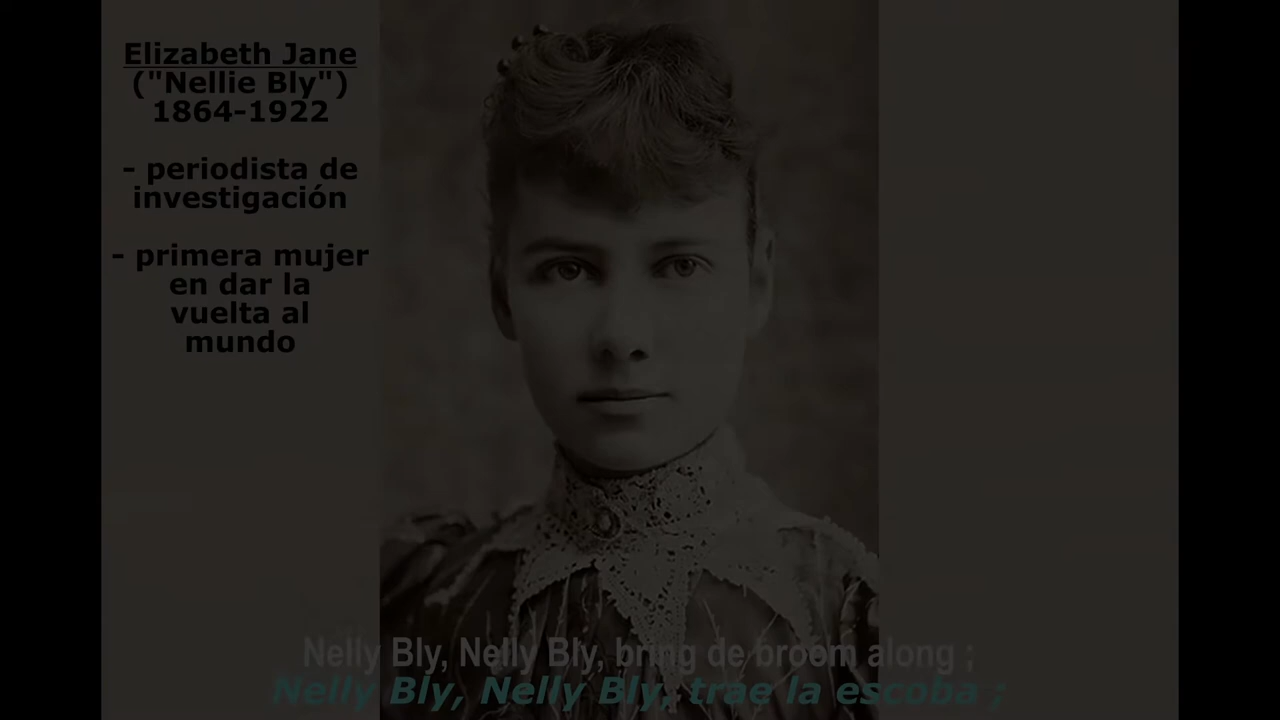 Elizabeth Jane
("Nellie Bly")
1864-1922
- periodista de
investigación
- primera mujer
en dar la
vuelta al
mundo
Nelly Bly, Nelly Bly, bring de broom along ;
Nelly Bly, Nelly Bly, trae la escoba ;